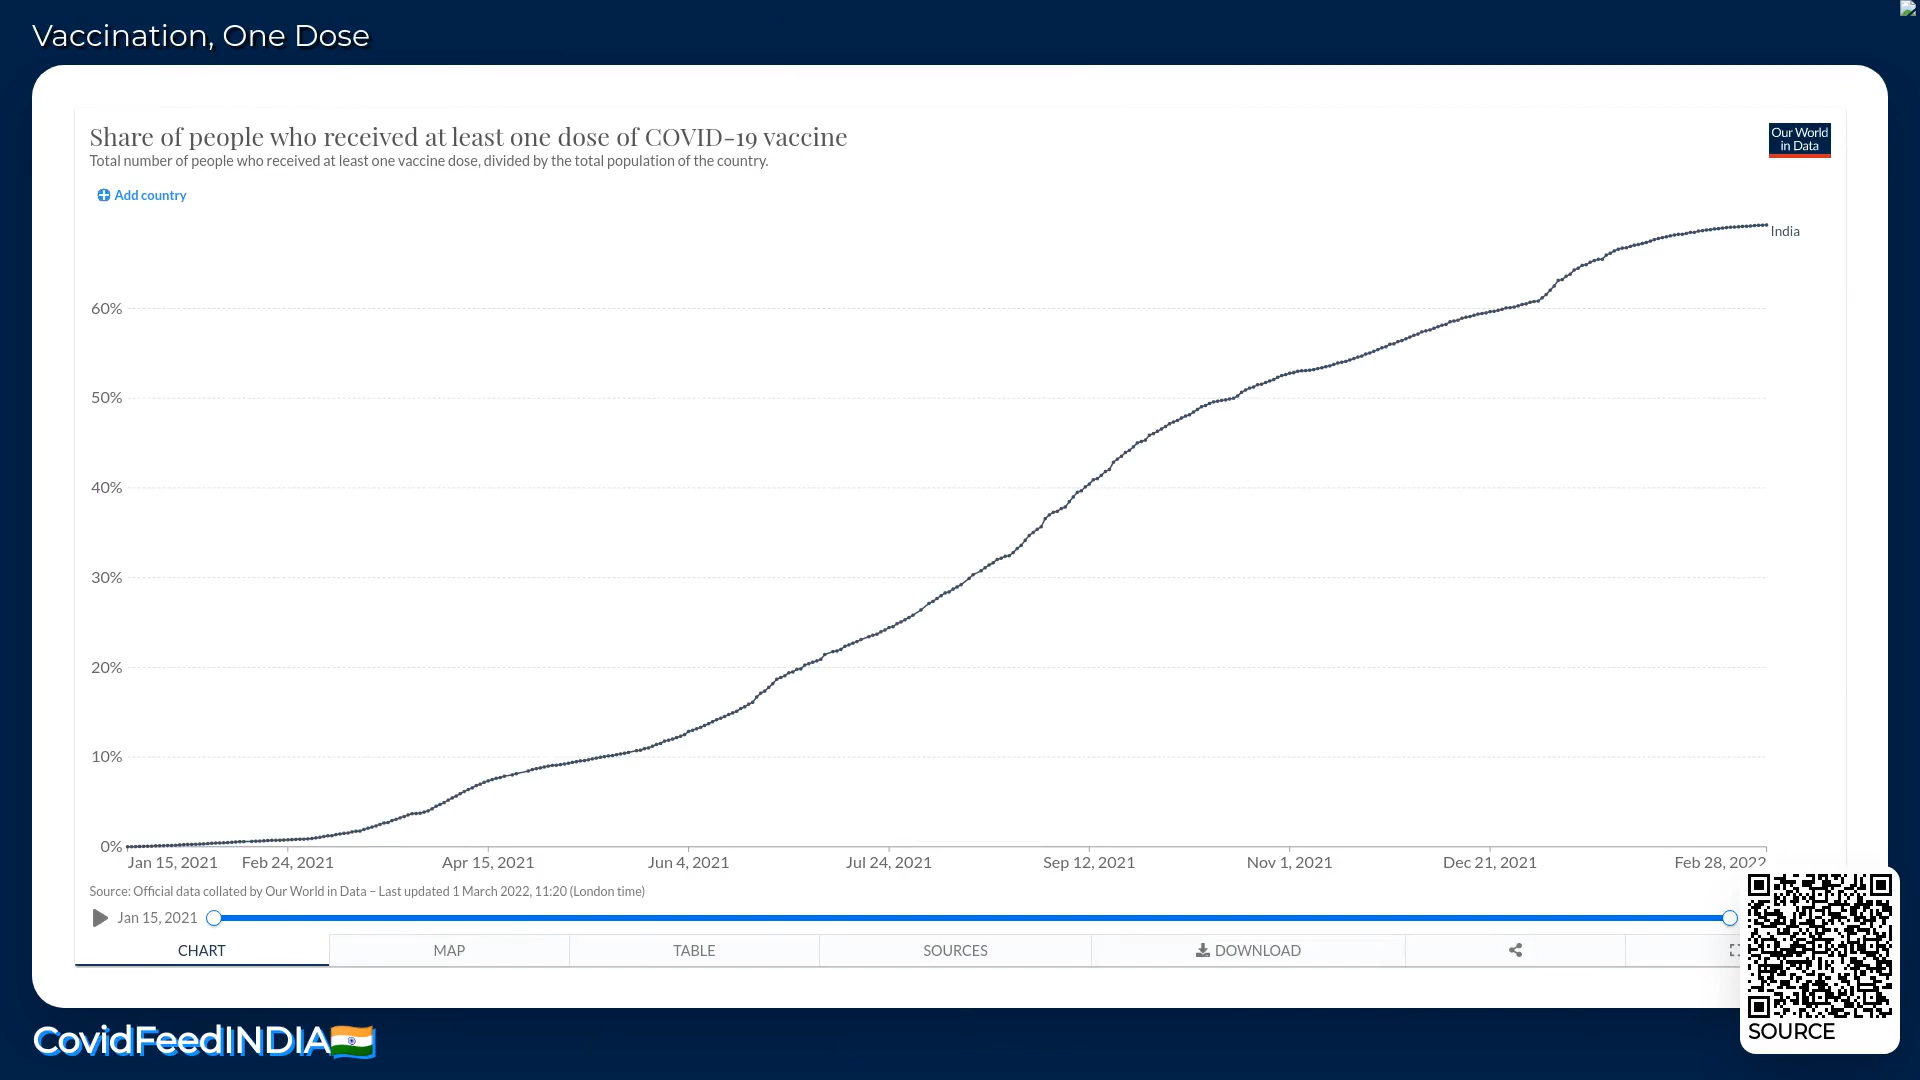 Vaccination, One Dose
Share of people who received at least one dose of COVID-19 vaccine
Total number of people who received at least one vaccine dose, divided by the total population of the country.
Our World
in Data
Add country
India
60%
50%
40%
30%
20%
10%
0%
Jan 15, 2021 Feb 24, 2021 Apr 15, 2021 Jun 4, 2021 Jul 24, 2021 Sep 12, 2021 Nov 1, 2021 Dec 21, 2021 Feb 28, 2022
Source: Official data collated by Our World in Data – Last updated 1 March 2022, 11:20 (London time)
Jan 15, 2021
CHART MAP TABLE SOURCES DOWNLOAD
SOURCE
CovidFeedINDIA🇮🇳